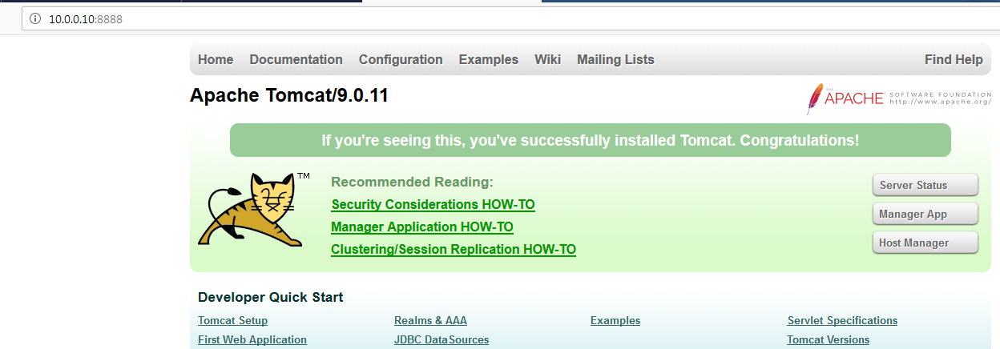 10.0.0.10:8888
Home Documentation Configuration Examples Wiki Mailing Lists Find Help
Apache Tomcat/9.0.11
THE APACHE SOFTWARE FOUNDATION
http://www.apache.org/
If you're seeing this, you've successfully installed Tomcat. Congratulations!
TM
Recommended Reading:
Security Considerations HOW-TO
Manager Application HOW-TO
Clustering/Session Replication HOW-TO
Server Status
Manager App
Host Manager
Developer Quick Start
Tomcat Setup Realms & AAA Examples Servlet Specifications
First Web Application JDBC DataSources Tomcat Versions